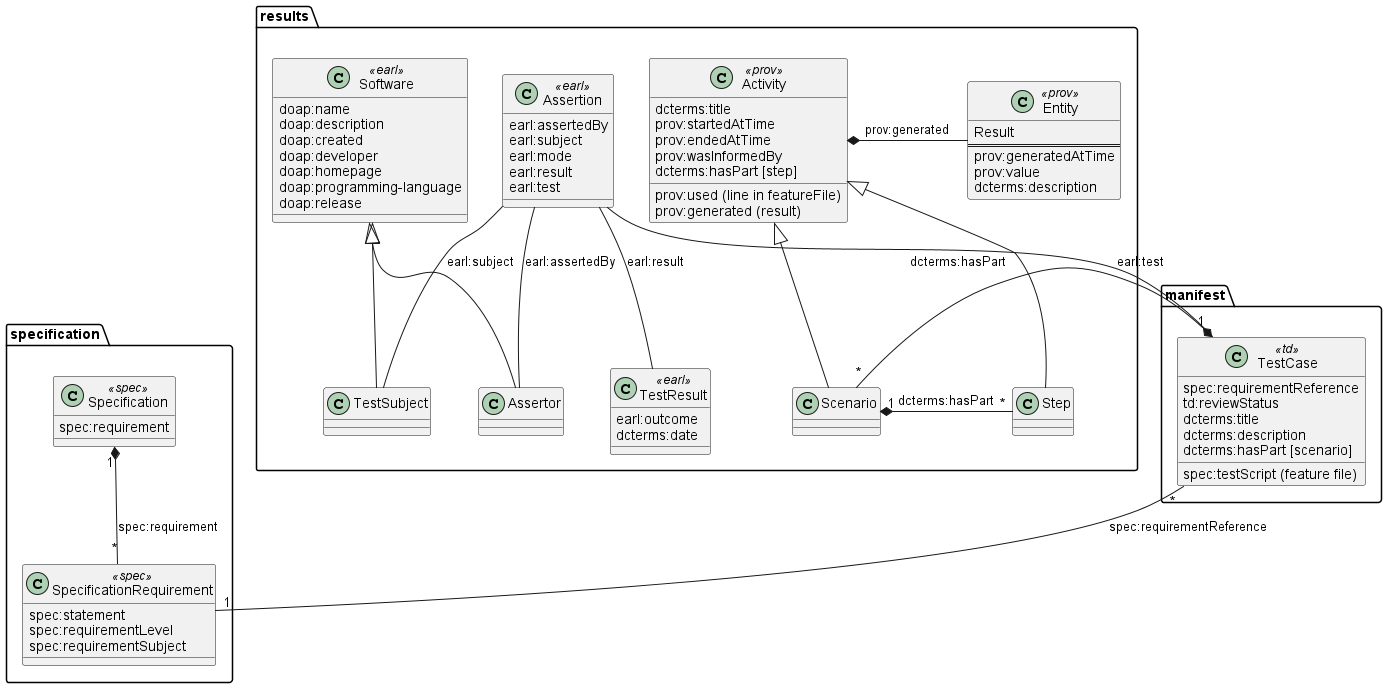 results
C
«earl»
Software
doap:name
doap:description
doap:created
doap:developer
doap:homepage
doap:programming-language
doap:release
C
«earl»
Assertion
earl:assertedBy
earl:subject
earl:mode
earl:result
earl:test
C
«prov»
Activity
dcterms:title
prov:startedAtTime
prov:endedAtTime
prov:wasInformedBy
dcterms:hasPart [step]
prov:used (line in featureFile)
prov:generated (result)
prov:generated
C
«prov»
Entity
Result
prov:generatedAtTime
prov:value
dcterms:description
earl:subject
earl:assertedBy
earl:result
dcterms:hasPart
earl:test
C
TestSubject
C
Assertor
C
«earl»
TestResult
earl:outcome
dcterms:date
*
C
Scenario
1
dcterms:hasPart
*
C
Step
manifest
1
C
«td»
TestCase
spec:requirementReference
td:reviewStatus
dcterms:title
dcterms:description
dcterms:hasPart [scenario]
spec:testScript (feature file)
*
spec:requirementReference
1
specification
C
«spec»
Specification
spec:requirement
1
spec:requirement
*
C
«spec»
SpecificationRequirement
spec:statement
spec:requirementLevel
spec:requirementSubject